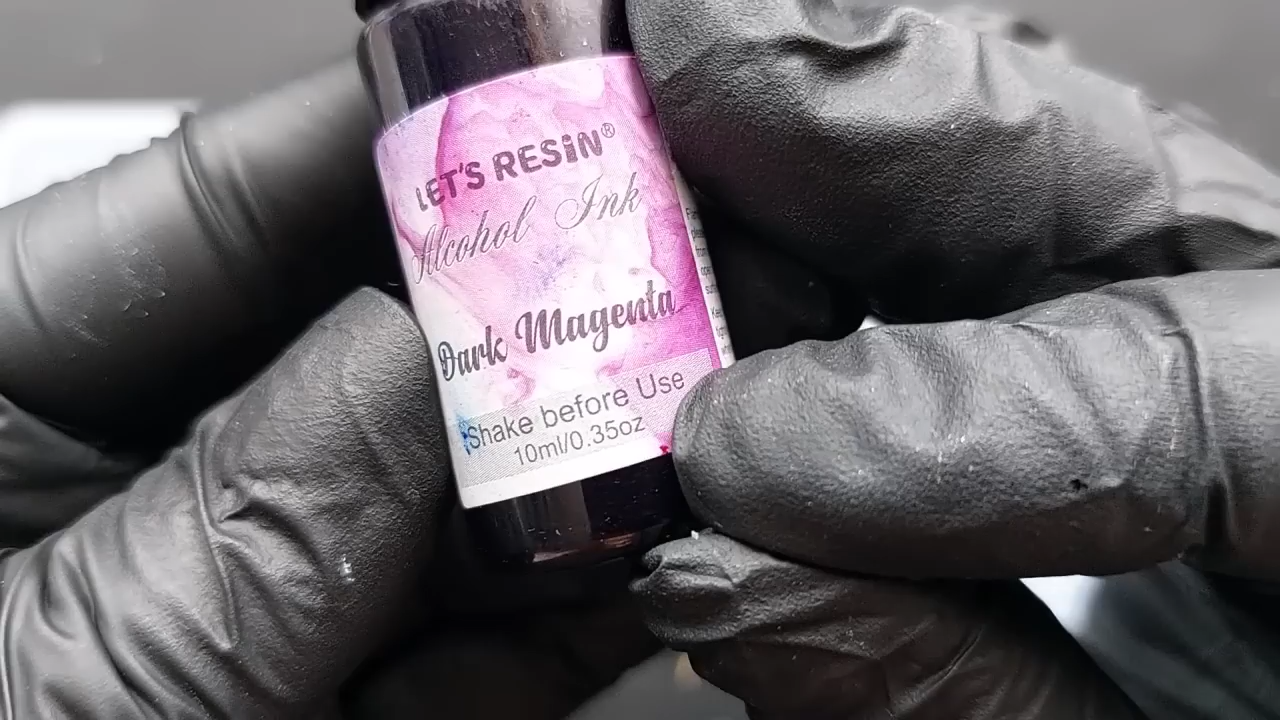 LET'S RESiN®
Alcohol Ink
Dark Magenta
Shake before Use
10ml/0.35oz